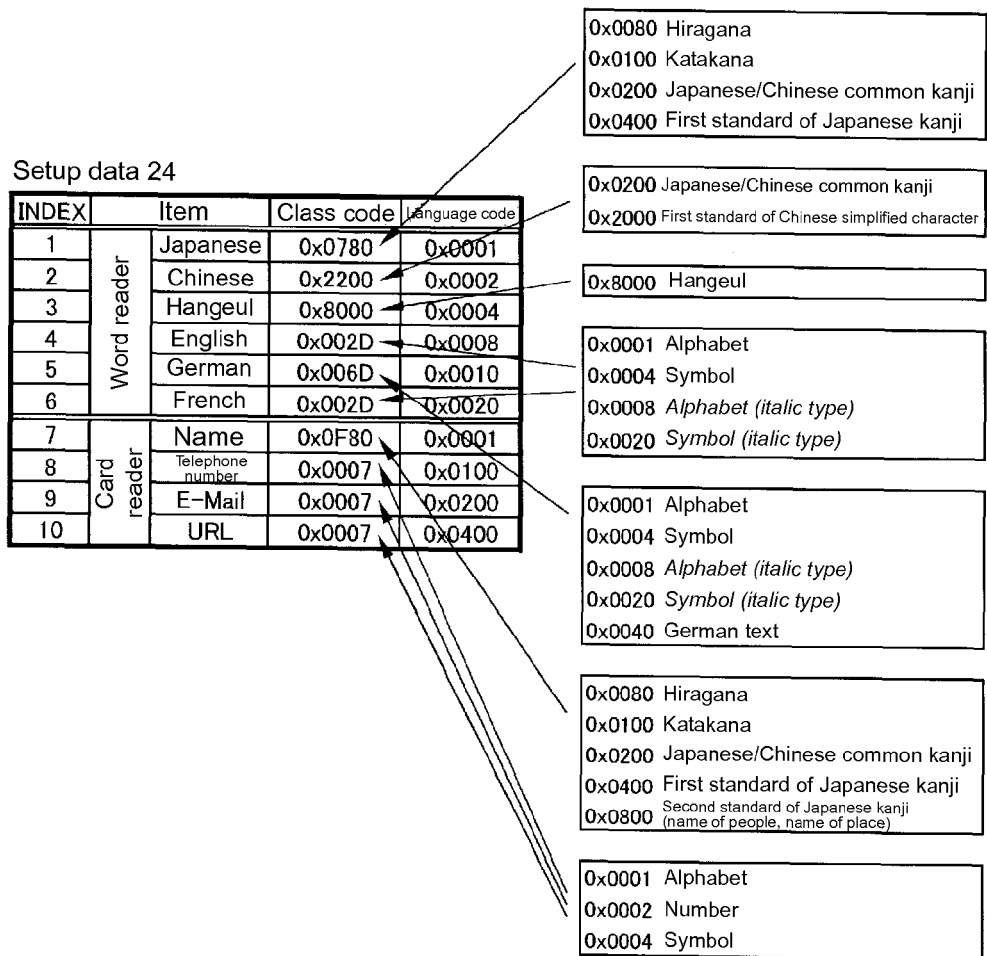 0x0080 Hiragana
0x0100 Katakana
0x0200 Japanese/Chinese common kanji
0x0400 First standard of Japanese kanji
Setup data 24
INDEX Item Class code Language code
Word reader
1 Japanese 0x0780 0x0001
2 Chinese 0x2200 0x0002
3 Hangeul 0x8000 0x0004
4 English 0x002D 0x0008
5 German 0x006D 0x0010
6 French 0x002D 0x0020
Card reader
7 Name 0x0F80 0x0001
8 Telephone number 0x0007 0x0100
9 E-Mail 0x0007 0x0200
10 URL 0x0007 0x0400
0x0200 Japanese/Chinese common kanji
0x2000 First standard of Chinese simplified character
0x8000 Hangeul
0x0001 Alphabet
0x0004 Symbol
0x0008 Alphabet (italic type)
0x0020 Symbol (italic type)
0x0001 Alphabet
0x0004 Symbol
0x0008 Alphabet (italic type)
0x0020 Symbol (italic type)
0x0040 German text
0x0080 Hiragana
0x0100 Katakana
0x0200 Japanese/Chinese common kanji
0x0400 First standard of Japanese kanji
0x0800 Second standard of Japanese kanji
(name of people, name of place)
0x0001 Alphabet
0x0002 Number
0x0004 Symbol